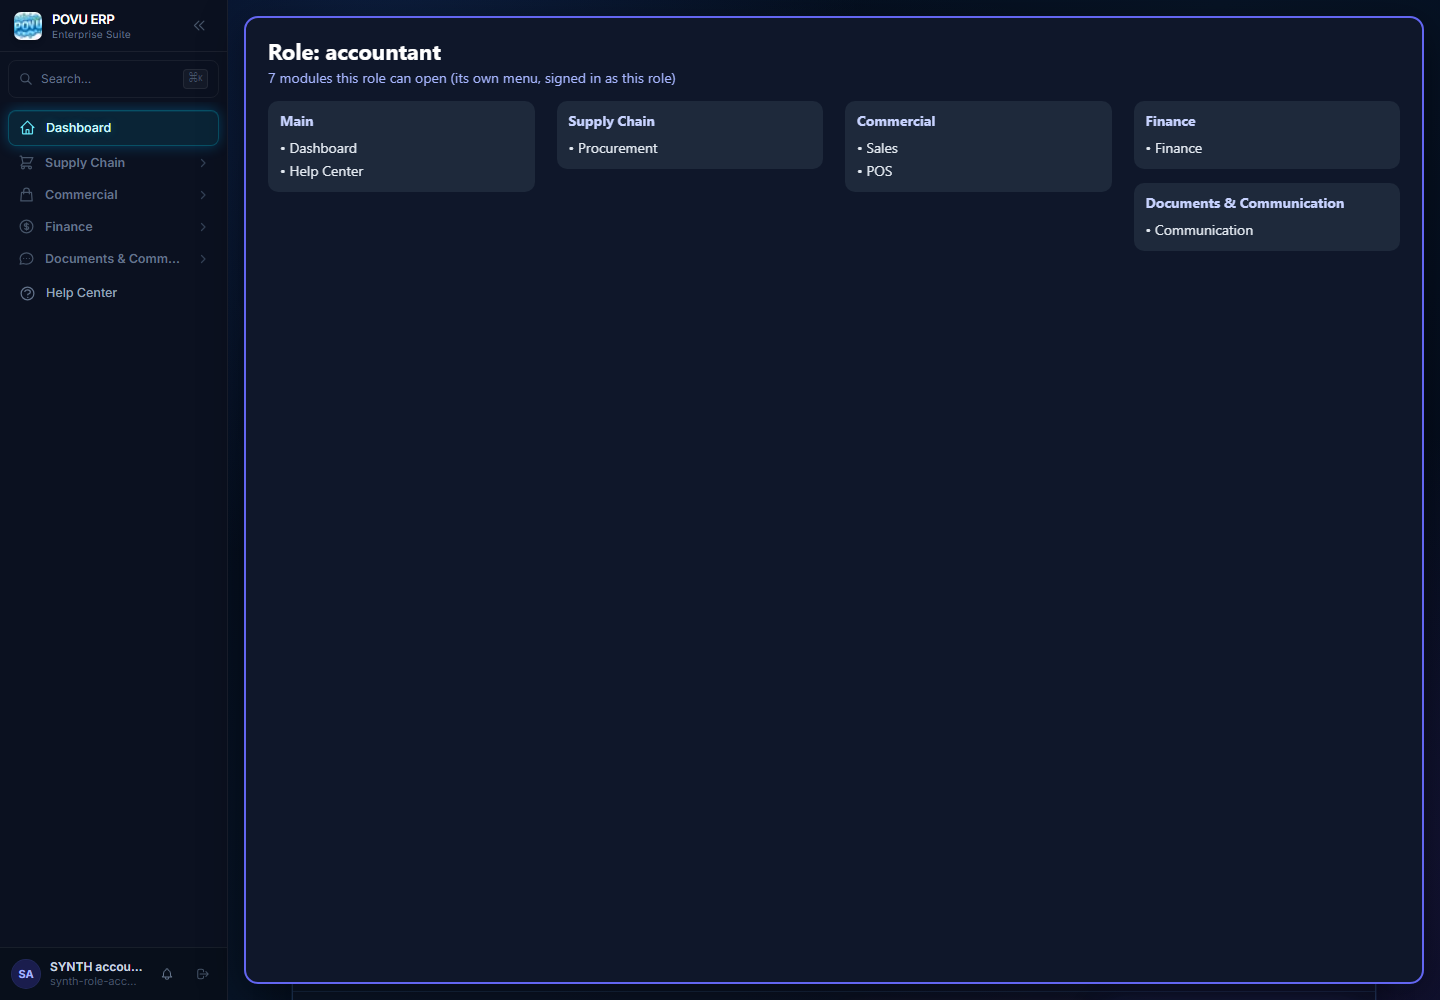 POVU ERP
Enterprise Suite
Search...
⌘K
Dashboard
Supply Chain
Commercial
Finance
Documents & Comm...
Help Center
SA
SYNTH accou...
synth-role-acc...
Role: accountant
7 modules this role can open (its own menu, signed in as this role)
Main
• Dashboard
• Help Center
Supply Chain
• Procurement
Commercial
• Sales
• POS
Finance
• Finance
Documents & Communication
• Communication